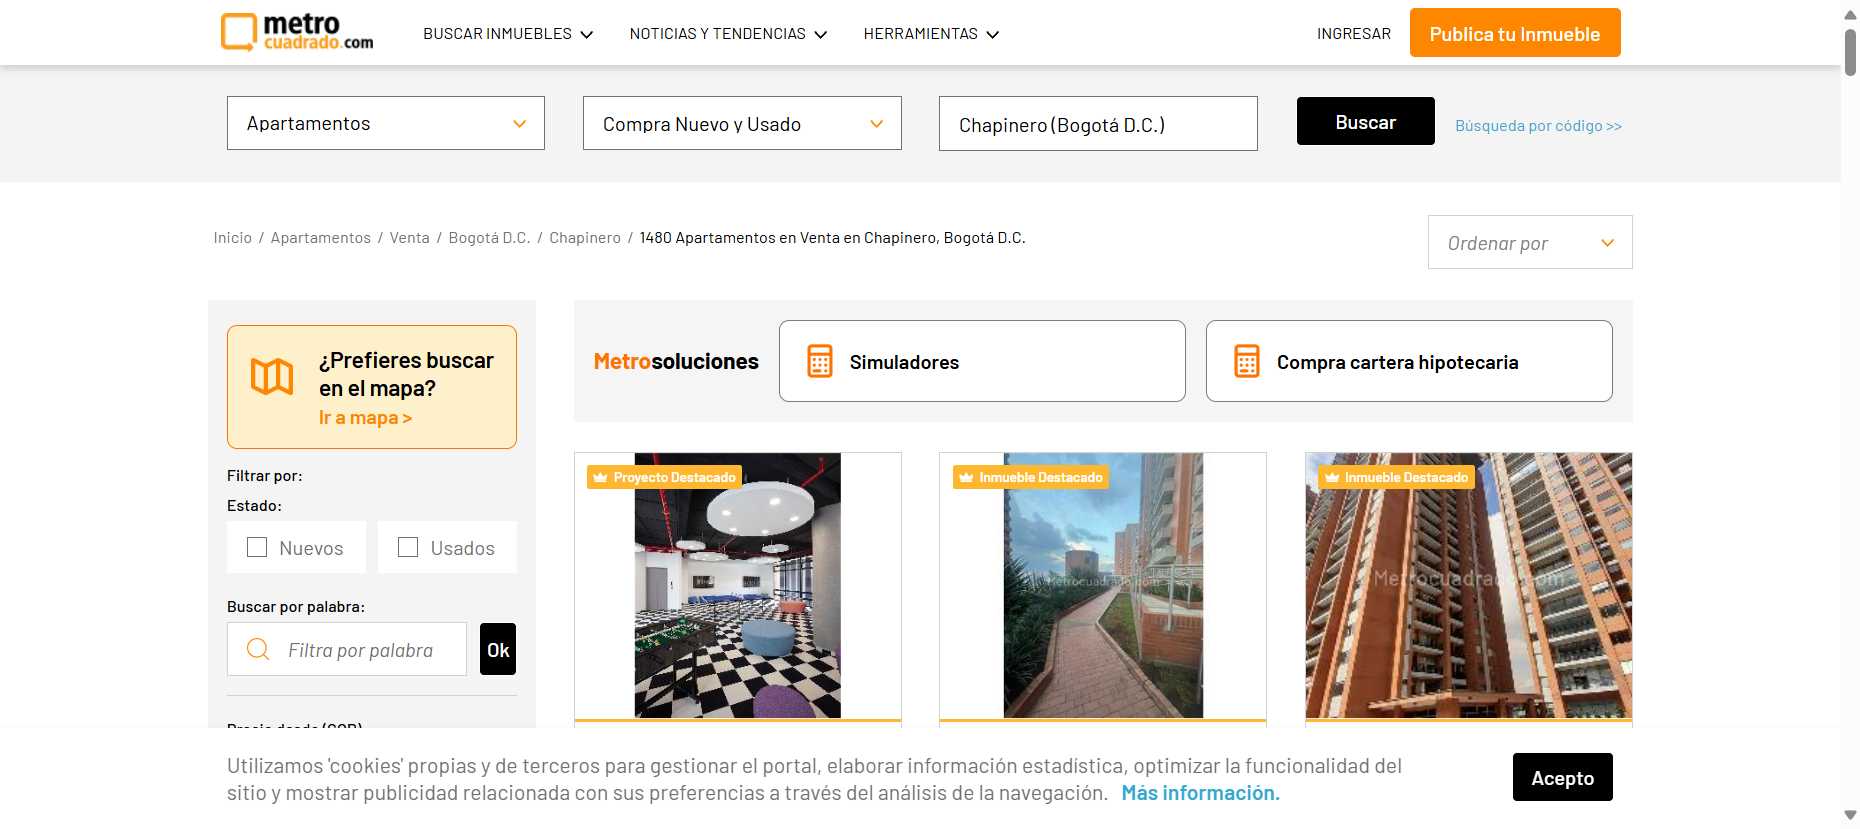 metro
cuadrado.com
BUSCAR INMUEBLES
NOTICIAS Y TENDENCIAS
HERRAMIENTAS
INGRESAR
Publica tu Inmueble
Apartamentos
Compra Nuevo y Usado
Chapinero (Bogotá D.C.)
Buscar
Búsqueda por código >>
Inicio / Apartamentos / Venta / Bogotá D.C. / Chapinero / 1480 Apartamentos en Venta en Chapinero, Bogotá D.C.
Ordenar por
¿Prefieres buscar
en el mapa?
Ir a mapa >
Filtrar por:
Estado:
Nuevos
Usados
Buscar por palabra:
Filtra por palabra
Ok
Precio desde (COP)
Metrosoluciones
Simuladores
Compra cartera hipotecaria
Proyecto Destacado
Inmueble Destacado
Metrocuadrado.com
Inmueble Destacado
Metrocuadrado.com
Utilizamos 'cookies' propias y de terceros para gestionar el portal, elaborar información estadística, optimizar la funcionalidad del
sitio y mostrar publicidad relacionada con sus preferencias a través del análisis de la navegación. Más información.
Acepto